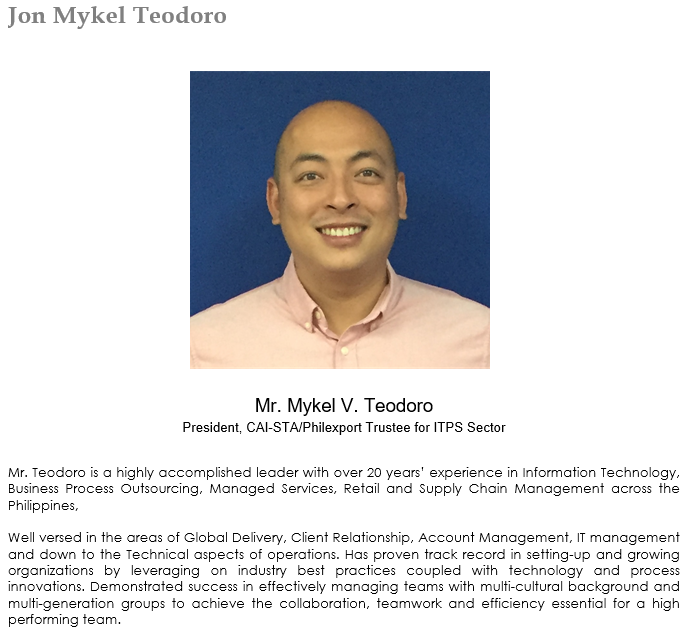 Jon Mykel Teodoro
Mr. Mykel V. Teodoro
President, CAI-STA/Philexport Trustee for ITPS Sector
Mr. Teodoro is a highly accomplished leader with over 20 years' experience in Information Technology,
Business Process Outsourcing, Managed Services, Retail and Supply Chain Management across the
Philippines,
Well versed in the areas of Global Delivery, Client Relationship, Account Management, IT management
and down to the Technical aspects of operations. Has proven track record in setting-up and growing
organizations by leveraging on industry best practices coupled with technology and process
innovations. Demonstrated success in effectively managing teams with multi-cultural background and
multi-generation groups to achieve the collaboration, teamwork and efficiency essential for a high
performing team.